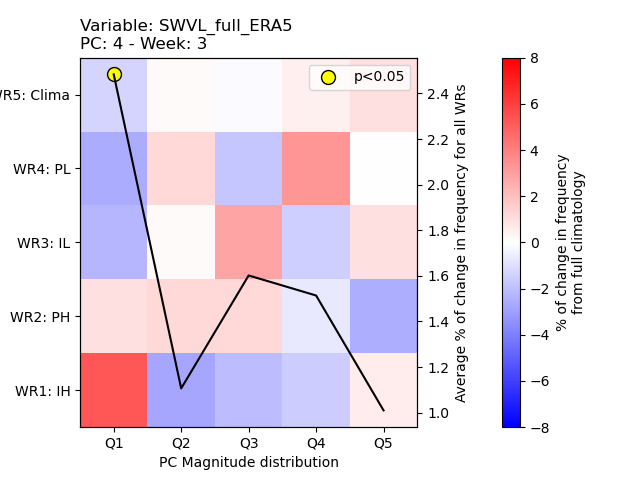 Variable: SWVL_full_ERA5
PC: 4 - Week: 3
p<0.05
WR5: Clima
WR4: PL
WR3: IL
WR2: PH
WR1: IH
Q1 Q2 Q3 Q4 Q5
PC Magnitude distribution
2.4
2.2
2.0
1.8
1.6
1.4
1.2
1.0
Average % of change in frequency for all WRs
8
6
4
2
0
−2
−4
−6
−8
% of change in frequency
from full climatology